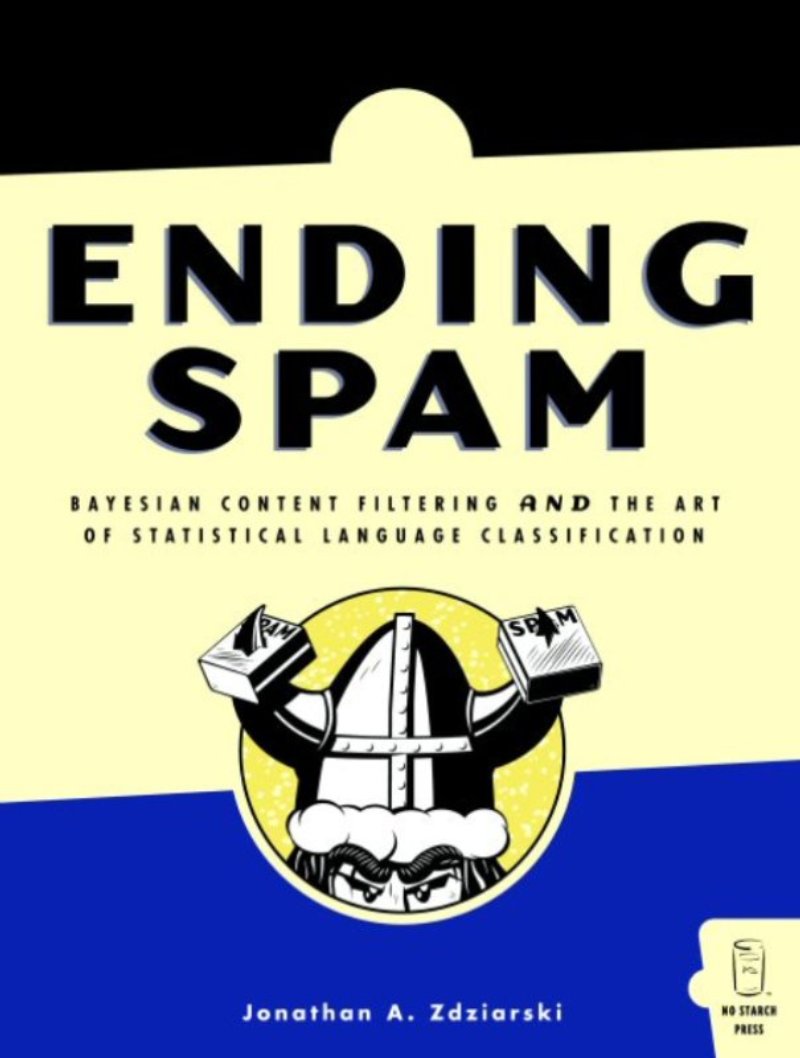 ENDING
SPAM
BAYESIAN CONTENT FILTERING AND THE ART
OF STATISTICAL LANGUAGE CLASSIFICATION
SPAM
SPAM
Jonathan A. Zdziarski
NO STARCH
PRESS